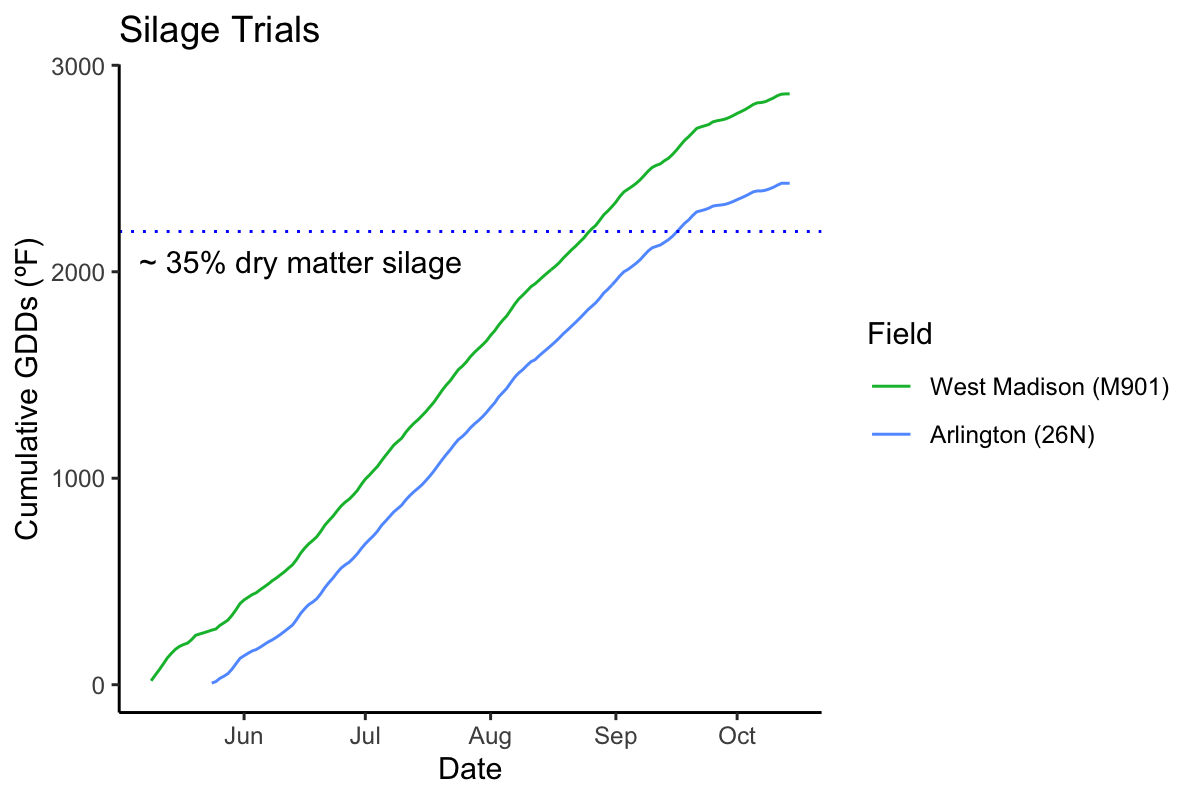 Silage Trials
3000
2000
1000
0
Cumulative GDDs (ºF)
~ 35% dry matter silage
Jun Jul Aug Sep Oct
Date
Field
West Madison (M901)
Arlington (26N)